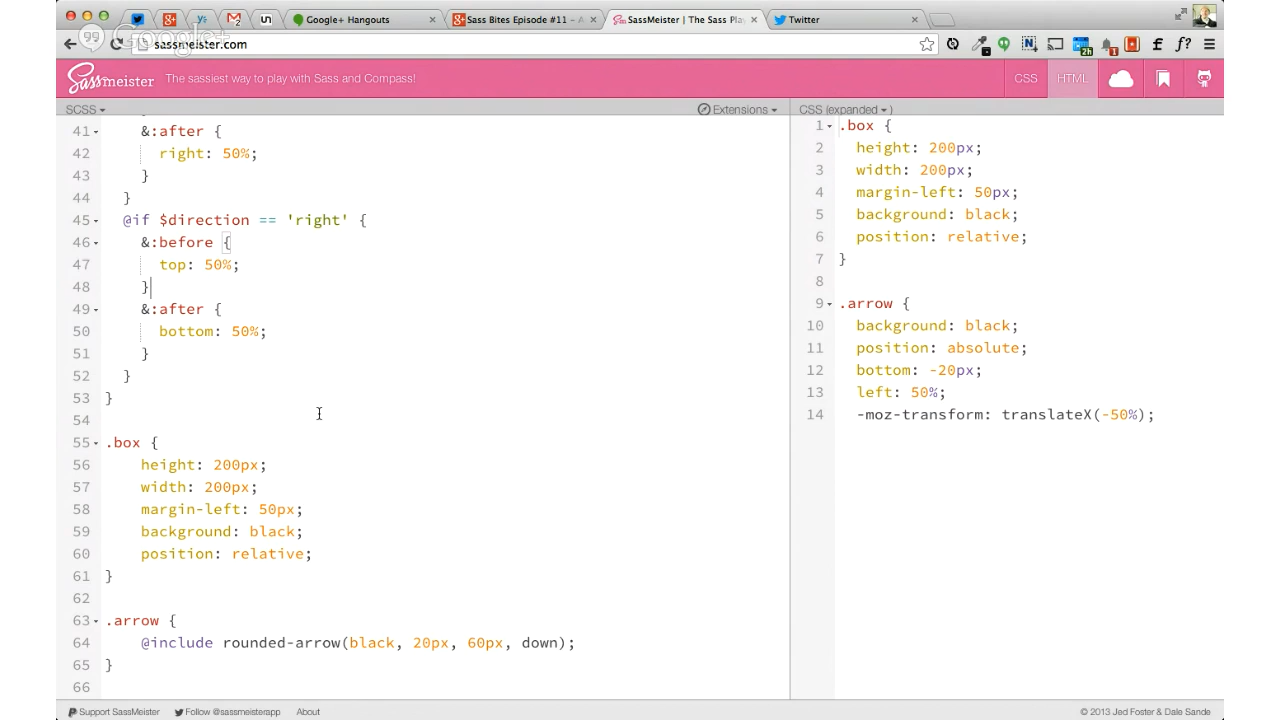 Google+ Hangouts
Sass Bites Episode #11 – A
SassMeister | The Sass Play
Twitter
Google+
sassmeister.com
2h
1
f
f?
Sassmeister
The sassiest way to play with Sass and Compass!
CSS
HTML
SCSS
Extensions
CSS (expanded )
41 &:after {
42 right: 50%;
43 }
44 }
45 @if $direction == 'right' {
46 &:before {
47 top: 50%;
48 }
49 &:after {
50 bottom: 50%;
51 }
52 }
53 }
54
55 .box {
56 height: 200px;
57 width: 200px;
58 margin-left: 50px;
59 background: black;
60 position: relative;
61 }
62
63 .arrow {
64 @include rounded-arrow(black, 20px, 60px, down);
65 }
66
1 .box {
2 height: 200px;
3 width: 200px;
4 margin-left: 50px;
5 background: black;
6 position: relative;
7 }
8
9 .arrow {
10 background: black;
11 position: absolute;
12 bottom: -20px;
13 left: 50%;
14 -moz-transform: translateX(-50%);
Support SassMeister
Follow @sassmeisterapp
About
© 2013 Jed Foster & Dale Sande